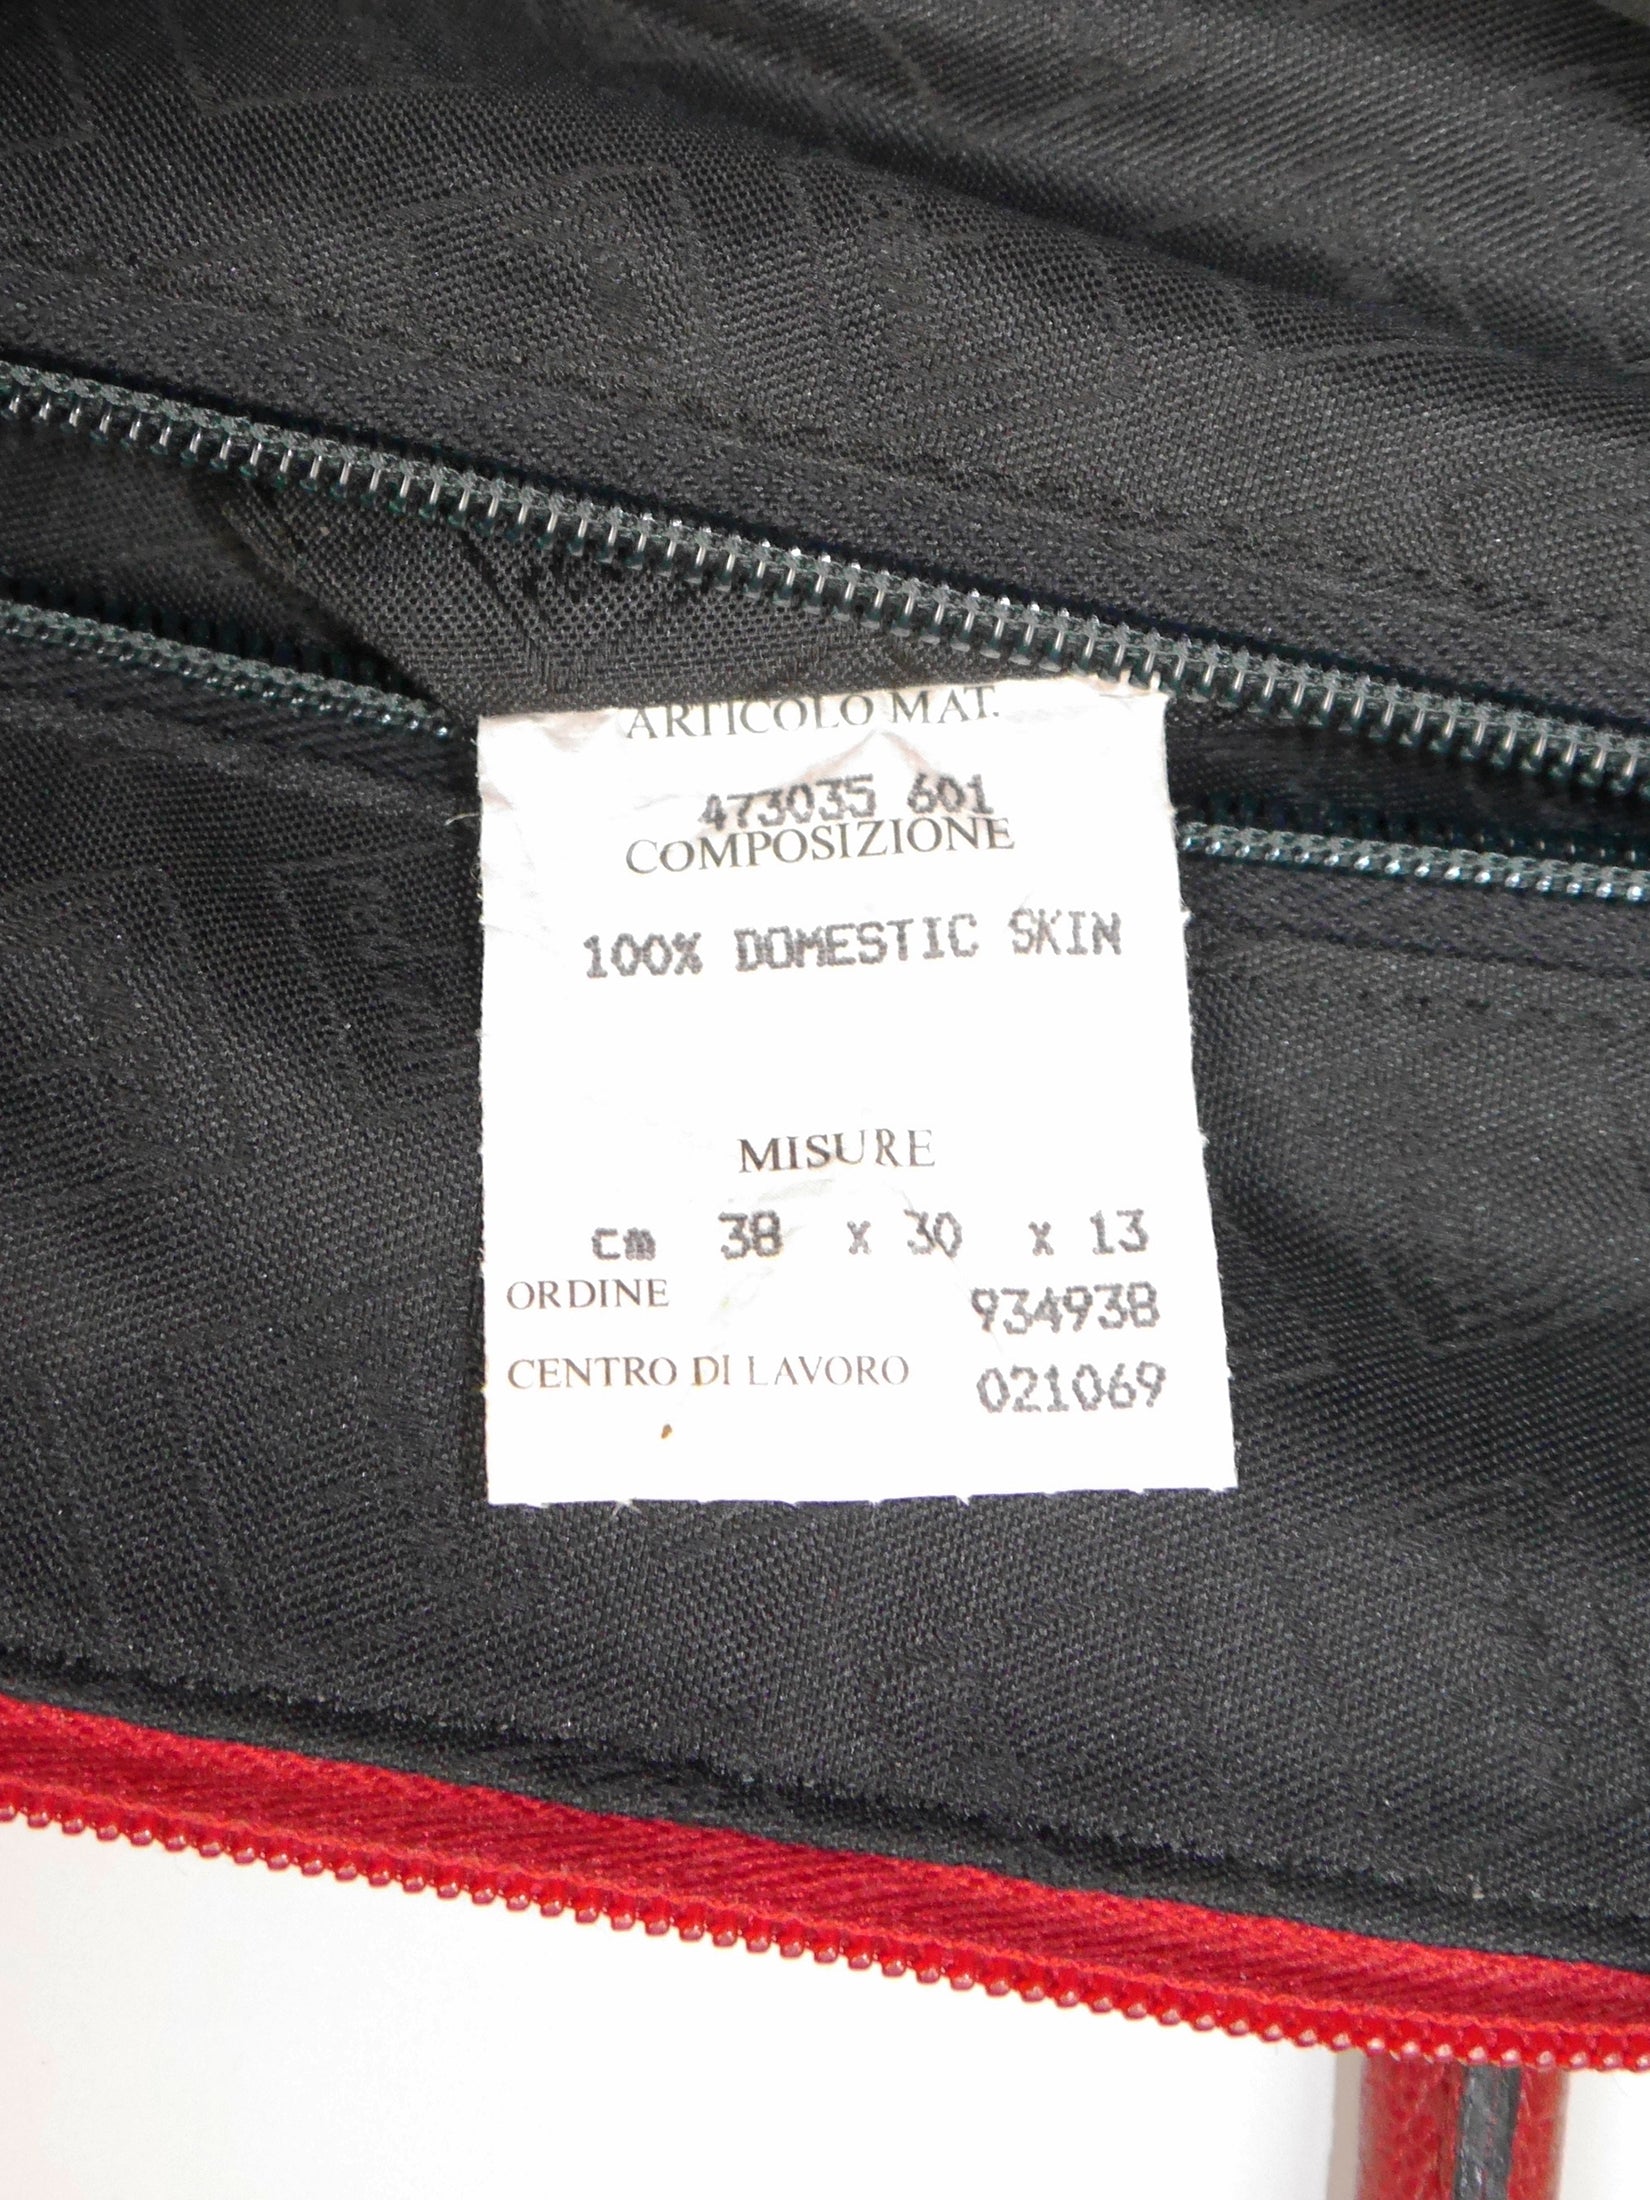 ARTICOLO MAT.
473035 601
COMPOSIZIONE
100% DOMESTIC SKIN
MISURE
cm 38 x 30 x 13
ORDINE 934938
CENTRO DI LAVORO 021069